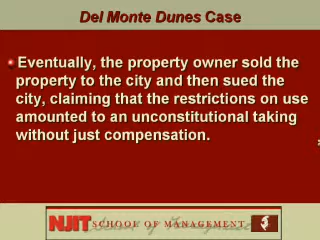 Del Monte Dunes Case
Eventually, the property owner sold the
property to the city and then sued the
city, claiming that the restrictions on use
amounted to an unconstitutional taking
without just compensation.
NJIT SCHOOL OF MANAGEMENT